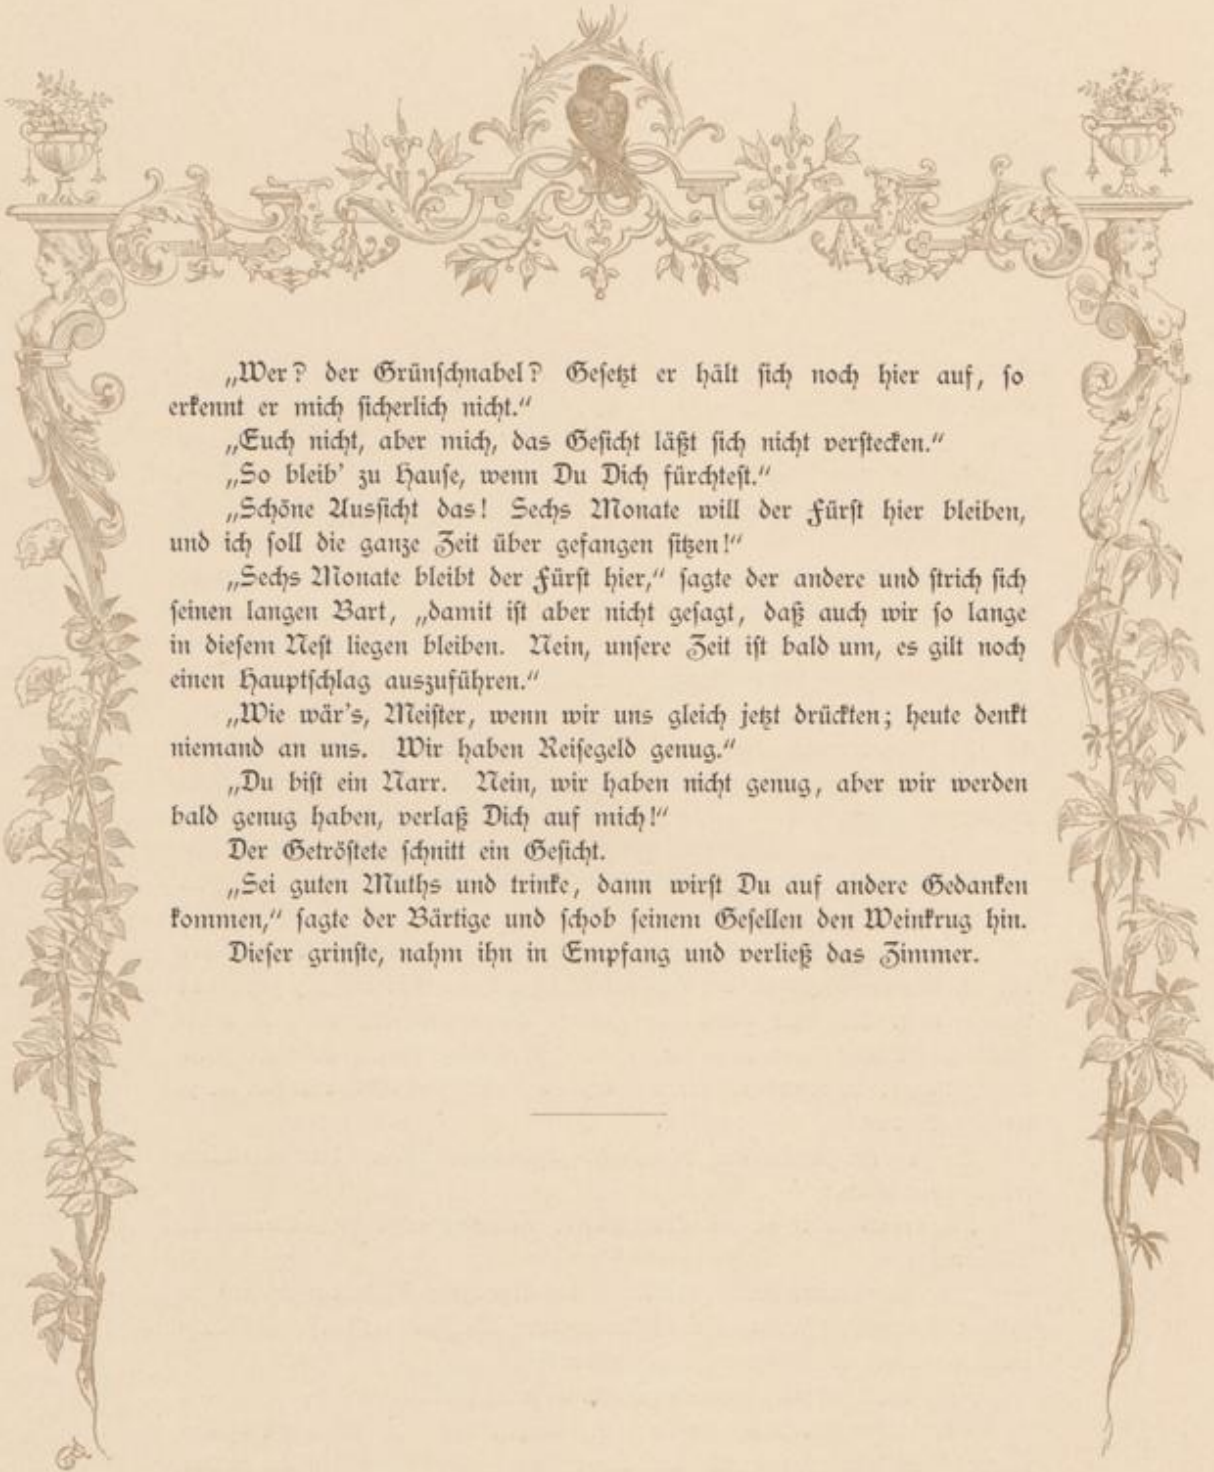 „Wer? der Grünschnabel? Gesetzt er hält sich noch hier auf, so
erkennt er mich sicherlich nicht.“
„Euch nicht, aber mich, das Gesicht läßt sich nicht verstecken.“
„So bleib' zu Hause, wenn Du Dich fürchtest.“
„Schöne Aussicht das! Sechs Monate will der Fürst hier bleiben,
und ich soll die ganze Zeit über gefangen sitzen!“
„Sechs Monate bleibt der Fürst hier,“ sagte der andere und strich sich
seinen langen Bart, „damit ist aber nicht gesagt, daß auch wir so lange
in diesem Nest liegen bleiben. Nein, unsere Zeit ist bald um, es gilt noch
einen Hauptschlag auszuführen.“
„Wie wär's, Meister, wenn wir uns gleich jetzt drückten; heute denkt
niemand an uns. Wir haben Reisegeld genug.“
„Du bist ein Narr. Nein, wir haben nicht genug, aber wir werden
bald genug haben, verlaß Dich auf mich!“
Der Getröstete schnitt ein Gesicht.
„Sei guten Muths und trinke, dann wirst Du auf andere Gedanken
kommen,“ sagte der Bärtige und schob seinem Gesellen den Weinkrug hin.
Dieser grinste, nahm ihn in Empfang und verließ das Zimmer.